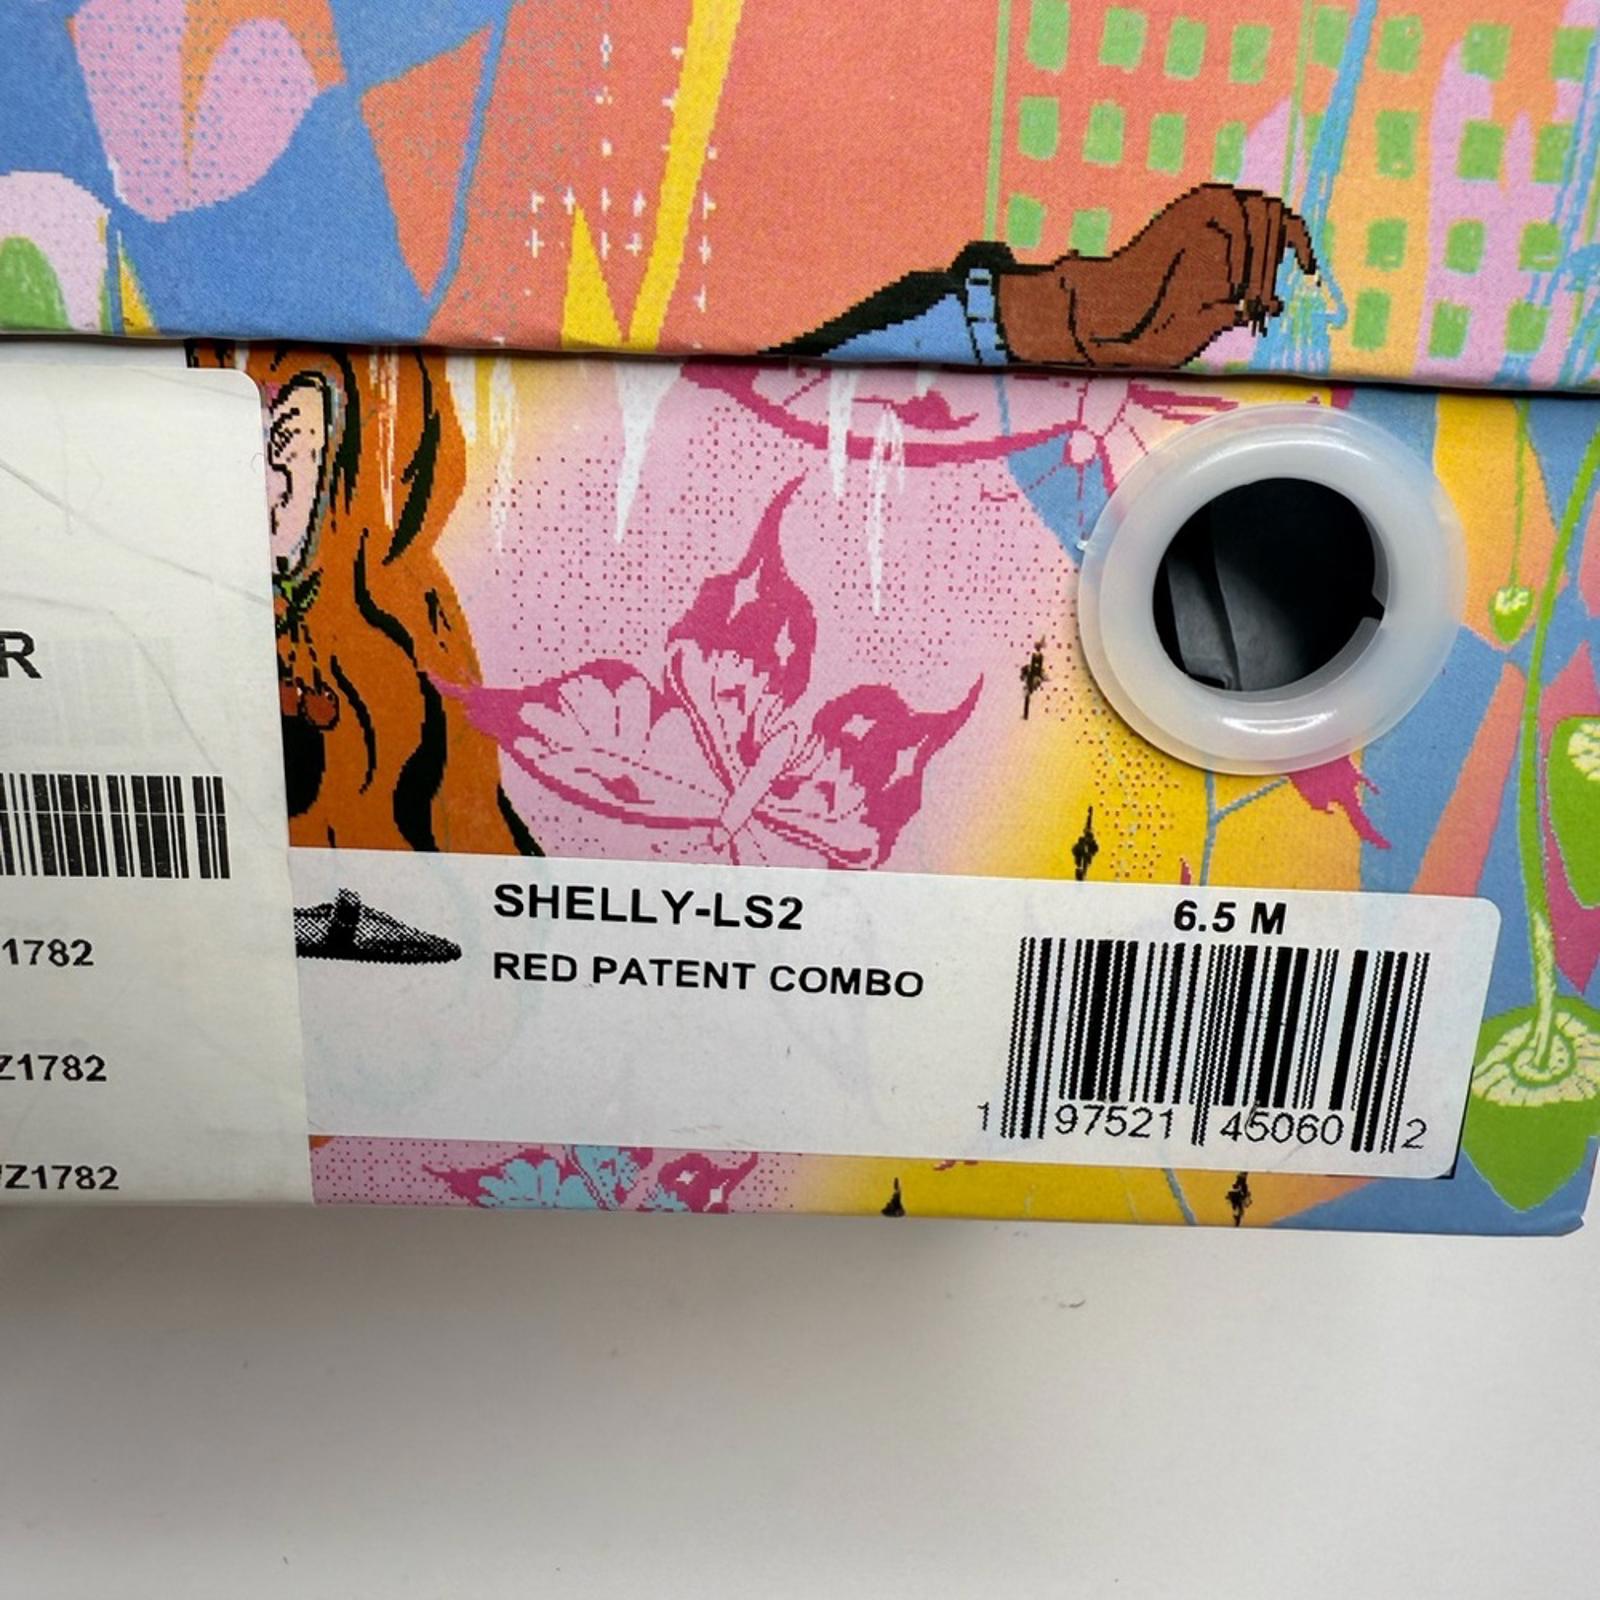 R
1782
Z1782
Z1782
SHELLY-LS2
RED PATENT COMBO
6.5 M
1 97521 45060 2